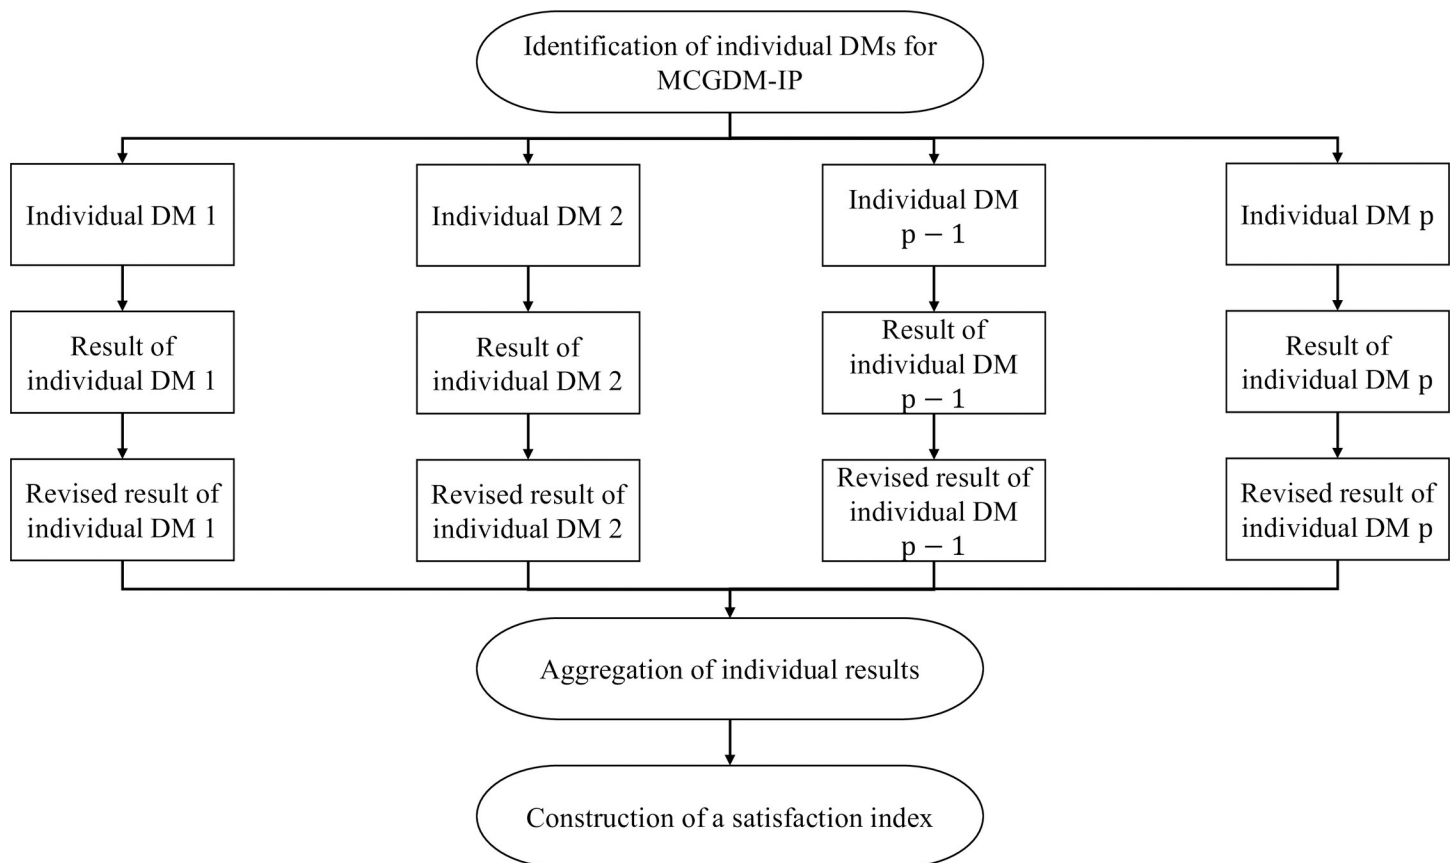 Identification of individual DMs for
MCGDM-IP
Individual DM 1
Individual DM 2
Individual DM
p − 1
Individual DM p
Result of
individual DM 1
Result of
individual DM 2
Result of
individual DM
p − 1
Result of
individual DM p
Revised result of
individual DM 1
Revised result of
individual DM 2
Revised result of
individual DM
p − 1
Revised result of
individual DM p
Aggregation of individual results
Construction of a satisfaction index